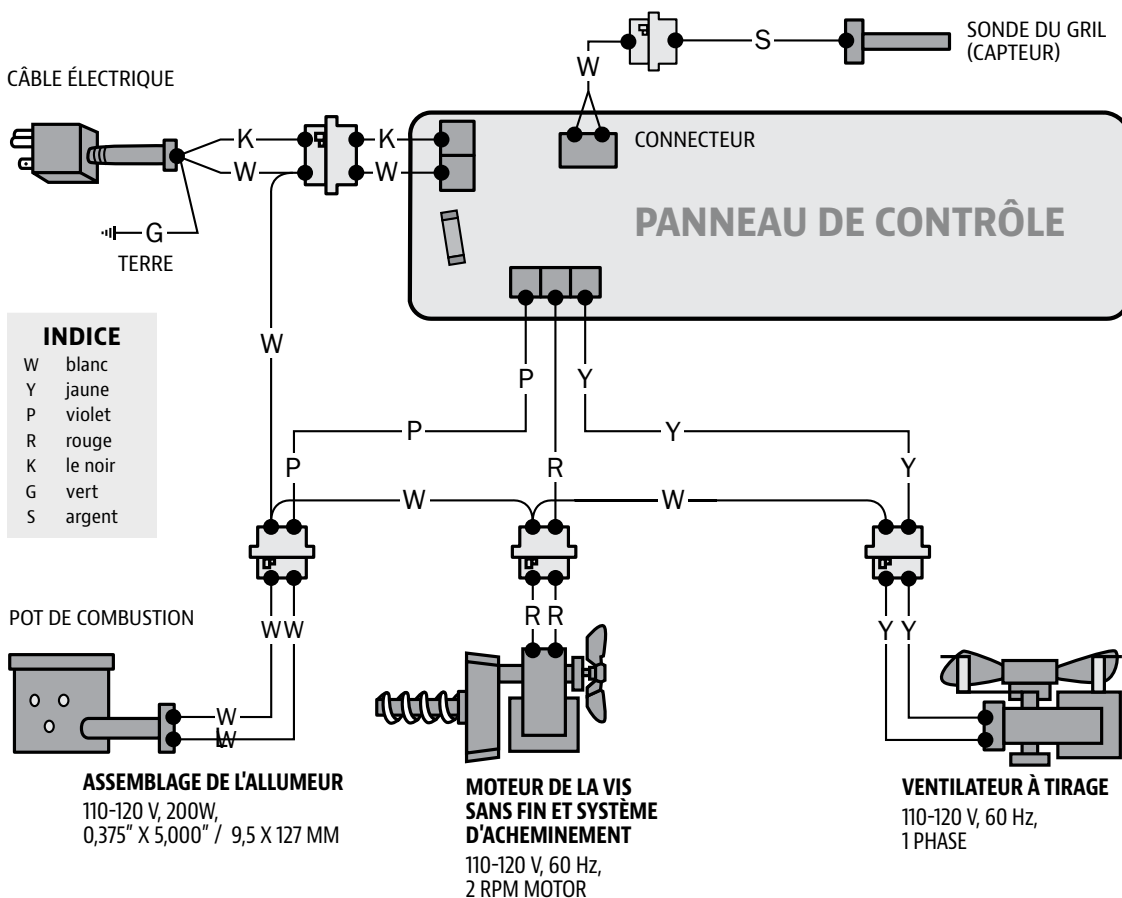 SONDE DU GRIL
(CAPTEUR)
S
W
CÂBLE ÉLECTRIQUE
K
K
W
W
CONNECTEUR
PANNEAU DE CONTRÔLE
G
TERRE
INDICE
W blanc
Y jaune
P violet
R rouge
K le noir
G vert
S argent
W
P
Y
P
Y
P
R
Y
W
W
POT DE COMBUSTION
W W
R R
Y Y
W
W
ASSEMBLAGE DE L'ALLUMEUR
110-120 V, 200W,
0,375" X 5,000" / 9,5 X 127 MM
MOTEUR DE LA VIS
SANS FIN ET SYSTÈME
D'ACHEMINEMENT
110-120 V, 60 Hz,
2 RPM MOTOR
VENTILATEUR À TIRAGE
110-120 V, 60 Hz,
1 PHASE